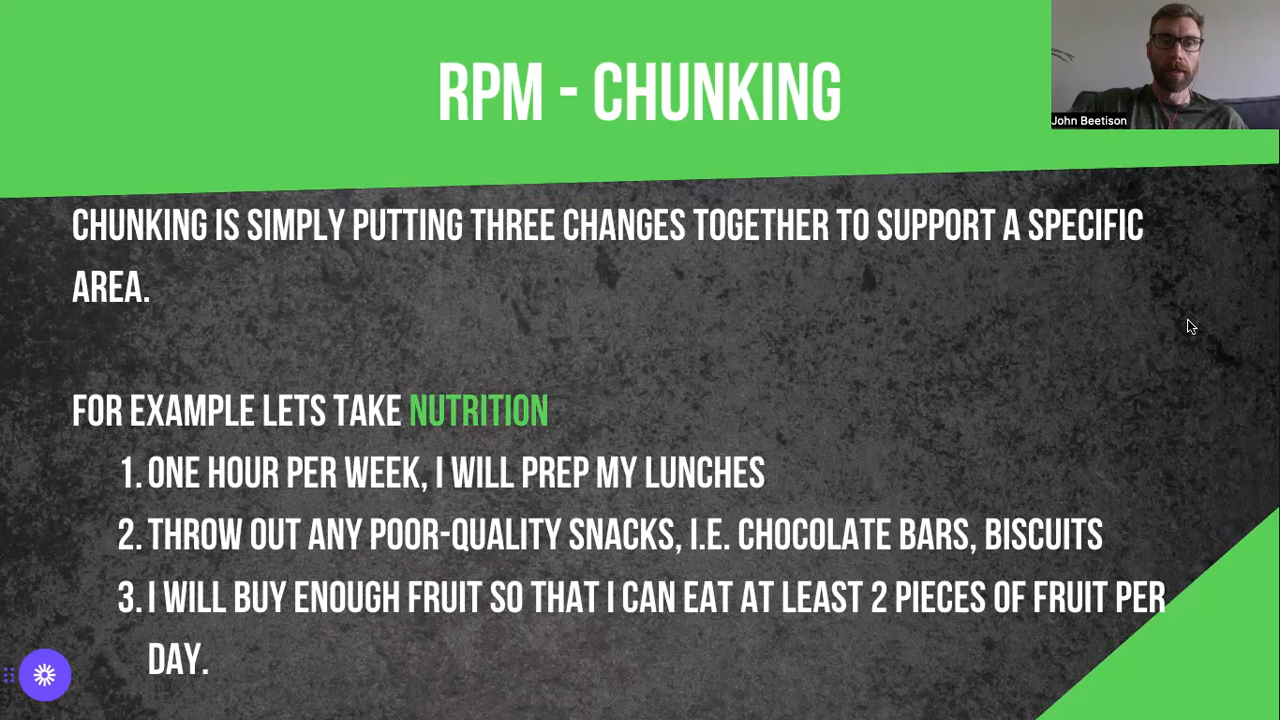 RPM - CHUNKING
John Beetison
CHUNKING IS SIMPLY PUTTING THREE CHANGES TOGETHER TO SUPPORT A SPECIFIC
AREA.
FOR EXAMPLE LETS TAKE NUTRITION
1. ONE HOUR PER WEEK, I WILL PREP MY LUNCHES
2. THROW OUT ANY POOR-QUALITY SNACKS, I.E. CHOCOLATE BARS, BISCUITS
3. I WILL BUY ENOUGH FRUIT SO THAT I CAN EAT AT LEAST 2 PIECES OF FRUIT PER
DAY.